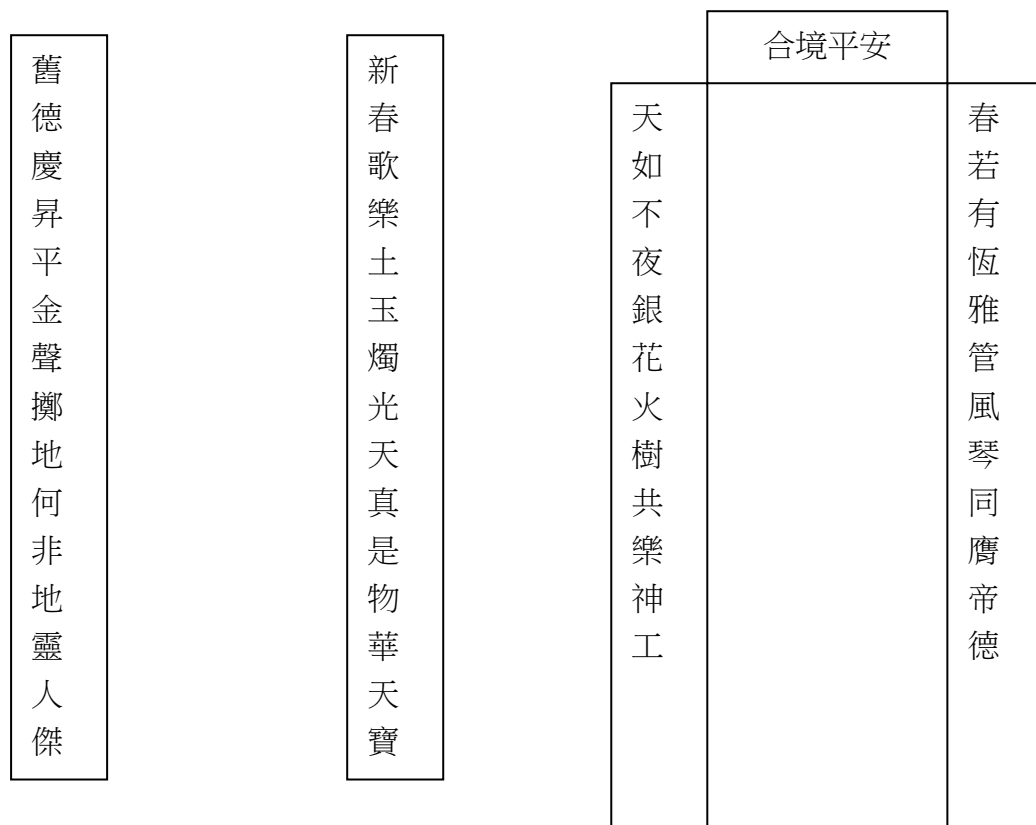 合境平安
春若有恆雅管風琴同膺帝德
天如不夜銀花火樹共樂神工
新春歌樂土玉燭光天真是物華天寶
舊德慶昇平金聲擲地何非地靈人傑